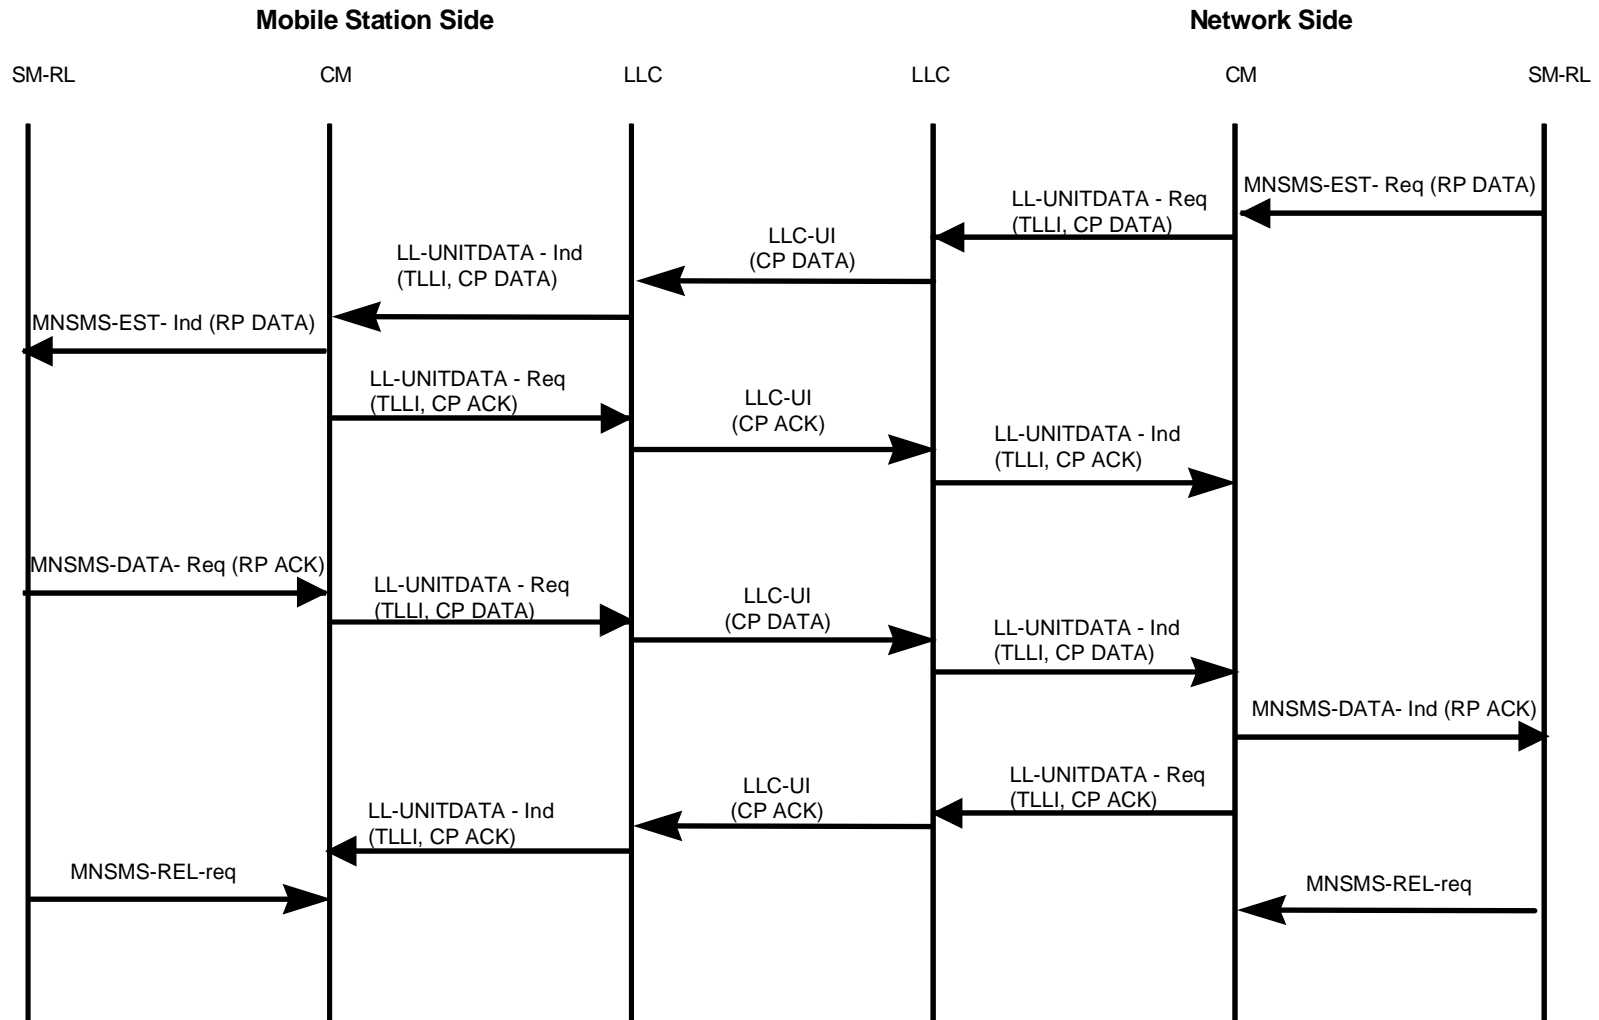 Mobile Station Side
Network Side
SM-RL
CM
LLC
LLC
CM
SM-RL
MNSMS-EST- Req (RP DATA)
LL-UNITDATA - Req
(TLLI, CP DATA)
LLC-UI
(CP DATA)
LL-UNITDATA - Ind
(TLLI, CP DATA)
MNSMS-EST- Ind (RP DATA)
LL-UNITDATA - Req
(TLLI, CP ACK)
LLC-UI
(CP ACK)
LL-UNITDATA - Ind
(TLLI, CP ACK)
MNSMS-DATA- Req (RP ACK)
LL-UNITDATA - Req
(TLLI, CP DATA)
LLC-UI
(CP DATA)
LL-UNITDATA - Ind
(TLLI, CP DATA)
MNSMS-DATA- Ind (RP ACK)
LL-UNITDATA - Req
(TLLI, CP ACK)
LLC-UI
(CP ACK)
LL-UNITDATA - Ind
(TLLI, CP ACK)
MNSMS-REL-req
MNSMS-REL-req